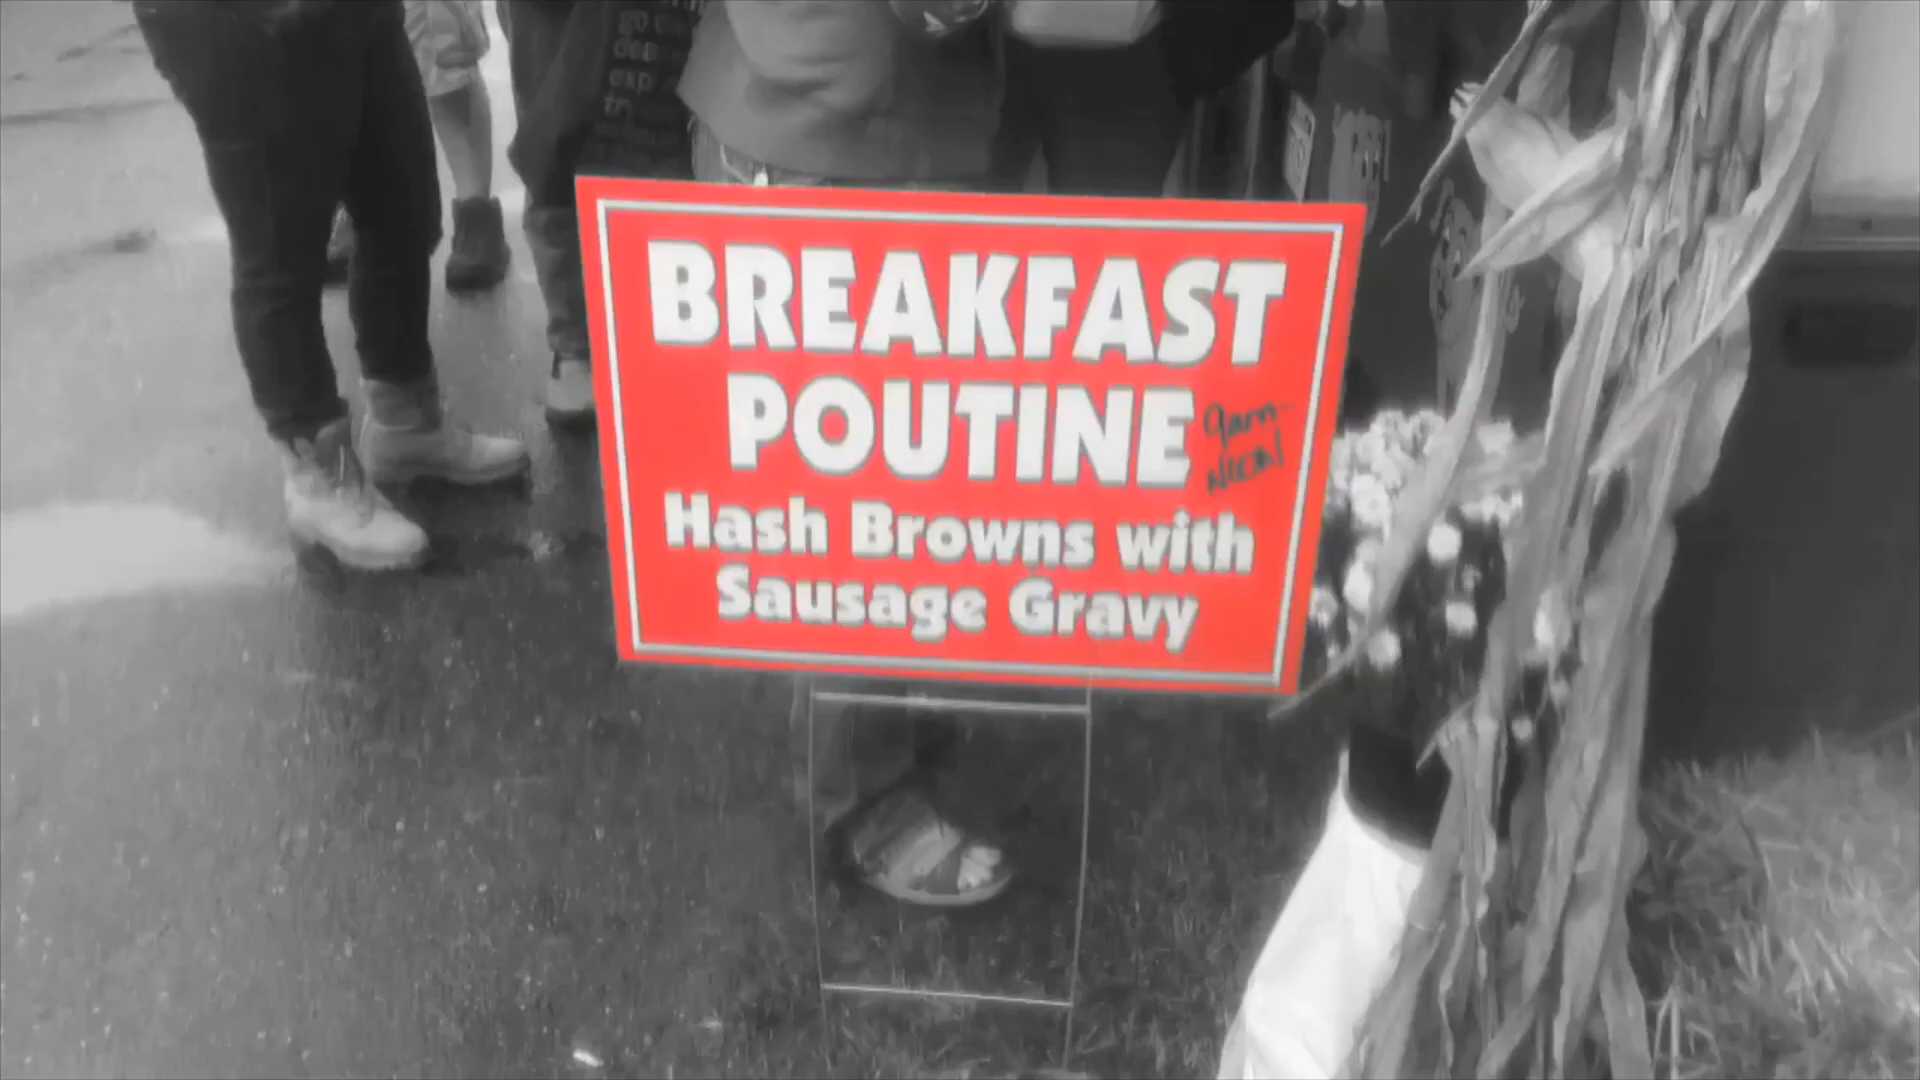 BREAKFAST
POUTINE
9am-
Noon!
Hash Browns with
Sausage Gravy